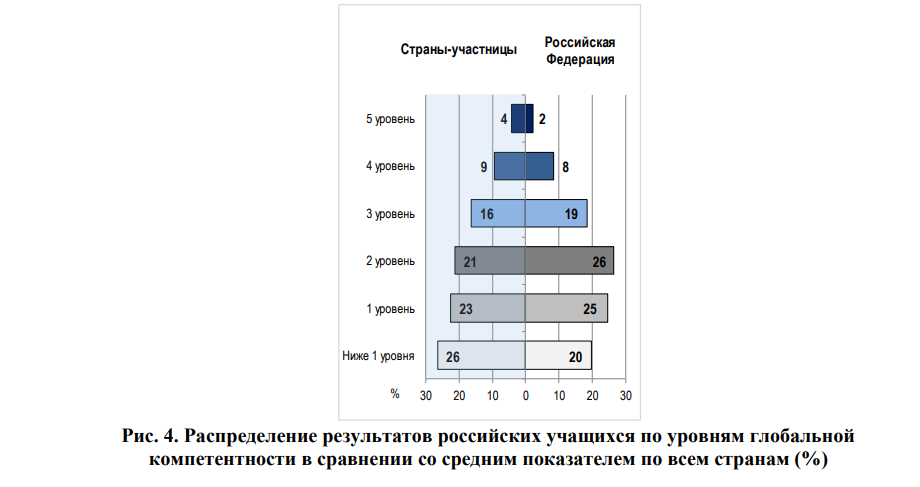 Страны-участницы
Российская
Федерация
5 уровень 4 2
4 уровень 9 8
3 уровень 16 19
2 уровень 21 26
1 уровень 23 25
Ниже 1 уровня 26 20
% 30 20 10 0 10 20 30
Рис. 4. Распределение результатов российских учащихся по уровням глобальной
компетентности в сравнении со средним показателем по всем странам (%)